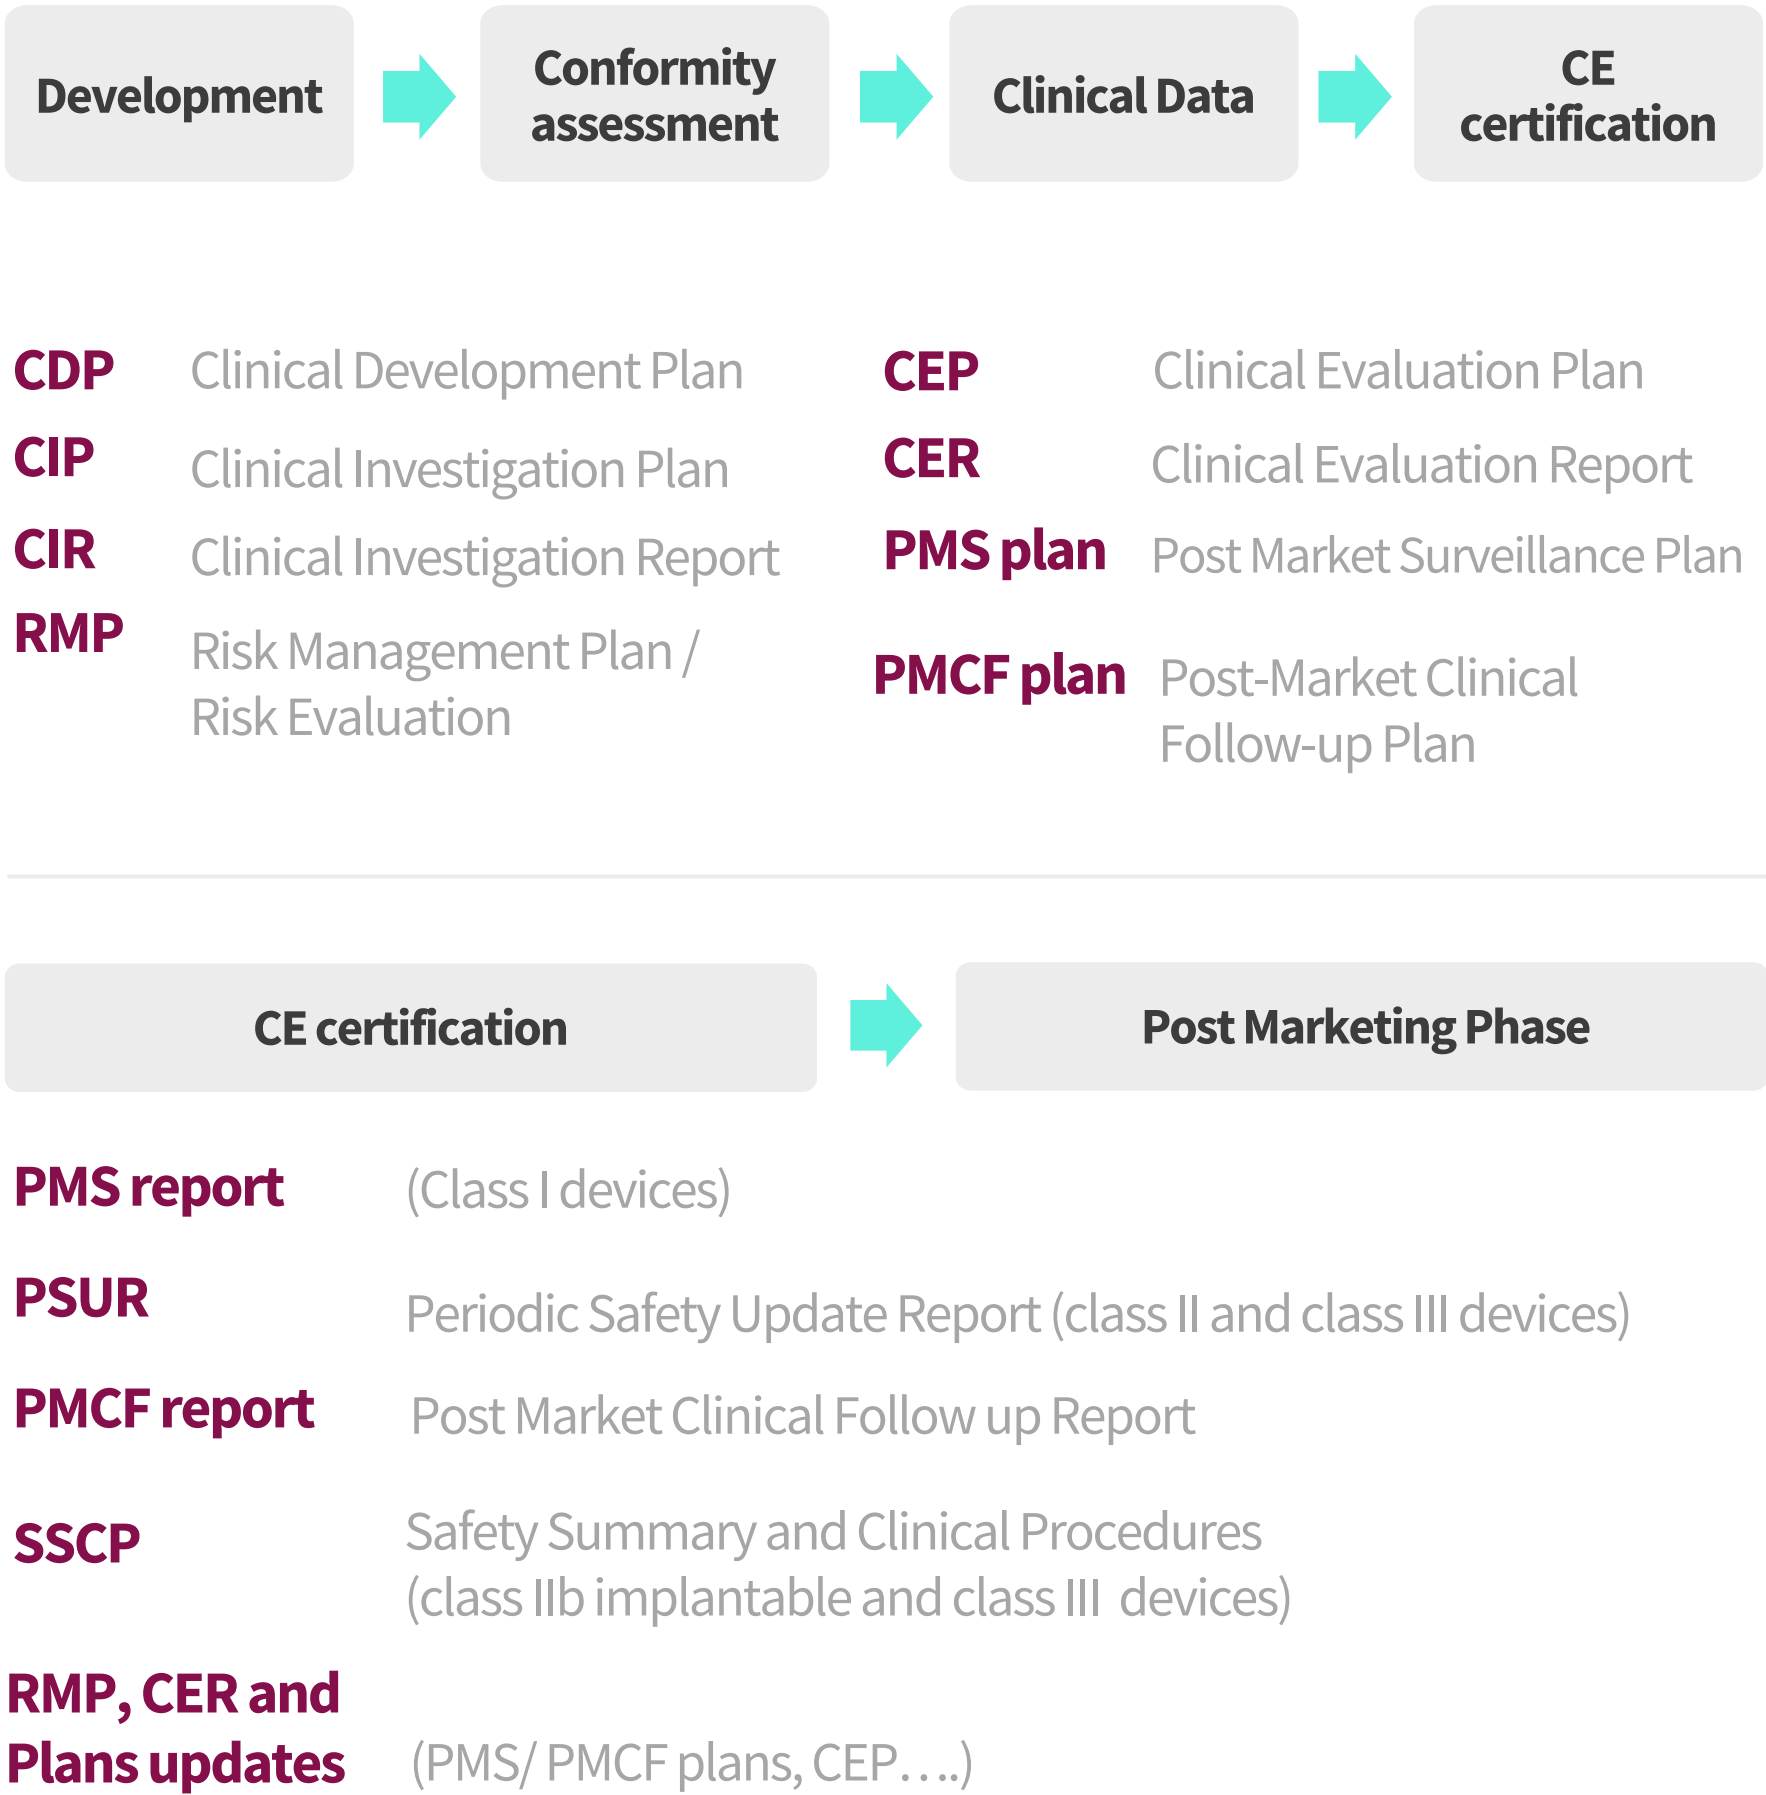 Development
Conformity
assessment
Clinical Data
CE
certification
CDP Clinical Development Plan
CIP Clinical Investigation Plan
CIR Clinical Investigation Report
RMP Risk Management Plan /
Risk Evaluation
CEP Clinical Evaluation Plan
CER Clinical Evaluation Report
PMS plan Post Market Surveillance Plan
PMCF plan Post-Market Clinical
Follow-up Plan
CE certification
Post Marketing Phase
PMS report (Class I devices)
PSUR Periodic Safety Update Report (class II and class III devices)
PMCF report Post Market Clinical Follow up Report
SSCP Safety Summary and Clinical Procedures
(class IIb implantable and class III devices)
RMP, CER and
Plans updates (PMS/ PMCF plans, CEP....)